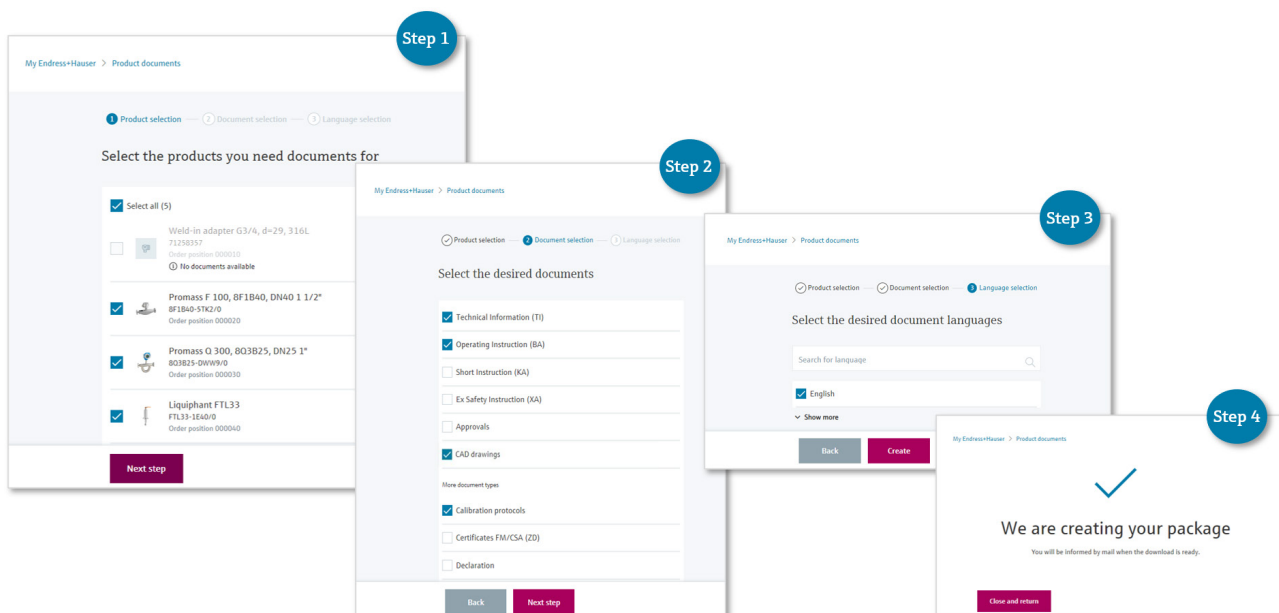 Step 1
My Endress+Hauser > Product documents
1 Product selection 2 Document selection 3 Language selection
Select the products you need documents for
Select all (5)
Weld-in adapter G3/4, d=29, 316L
71258357
Order position 000010
No documents available
Promass F 100, 8F1B40, DN40 1 1/2"
8F1B40-5TK2/0
Order position 000020
Promass Q 300, 8Q3B25, DN25 1"
8Q3B25-DWW9/0
Order position 000030
Liquiphant FTL33
FTL33-1E40/0
Order position 000040
Next step
Step 2
My Endress+Hauser > Product documents
Product selection 2 Document selection 3 Language selection
Select the desired documents
Technical Information (TI)
Operating Instruction (BA)
Short Instruction (KA)
Ex Safety Instruction (XA)
Approvals
CAD drawings
More document types
Calibration protocols
Certificates FM/CSA (ZD)
Declaration
Back Next step
Step 3
My Endress+Hauser > Product documents
Product selection Document selection 3 Language selection
Select the desired document languages
Search for language
English
Show more
Back Create
Step 4
My Endress+Hauser > Product documents
We are creating your package
You will be informed by mail when the download is ready.
Close and return